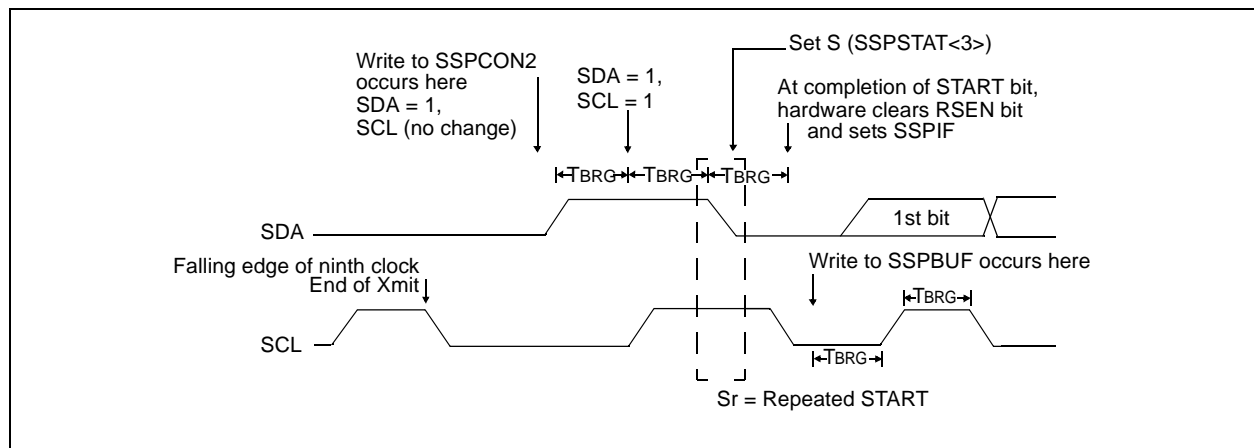 Set S (SSPSTAT<3>)
Write to SSPCON2
occurs here
SDA = 1,
SCL (no change)
SDA = 1,
SCL = 1
At completion of START bit,
hardware clears RSEN bit
and sets SSPIF
TBRG
TBRG
TBRG
SDA
1st bit
Falling edge of ninth clock
End of Xmit
Write to SSPBUF occurs here
TBRG
SCL
TBRG
Sr = Repeated START